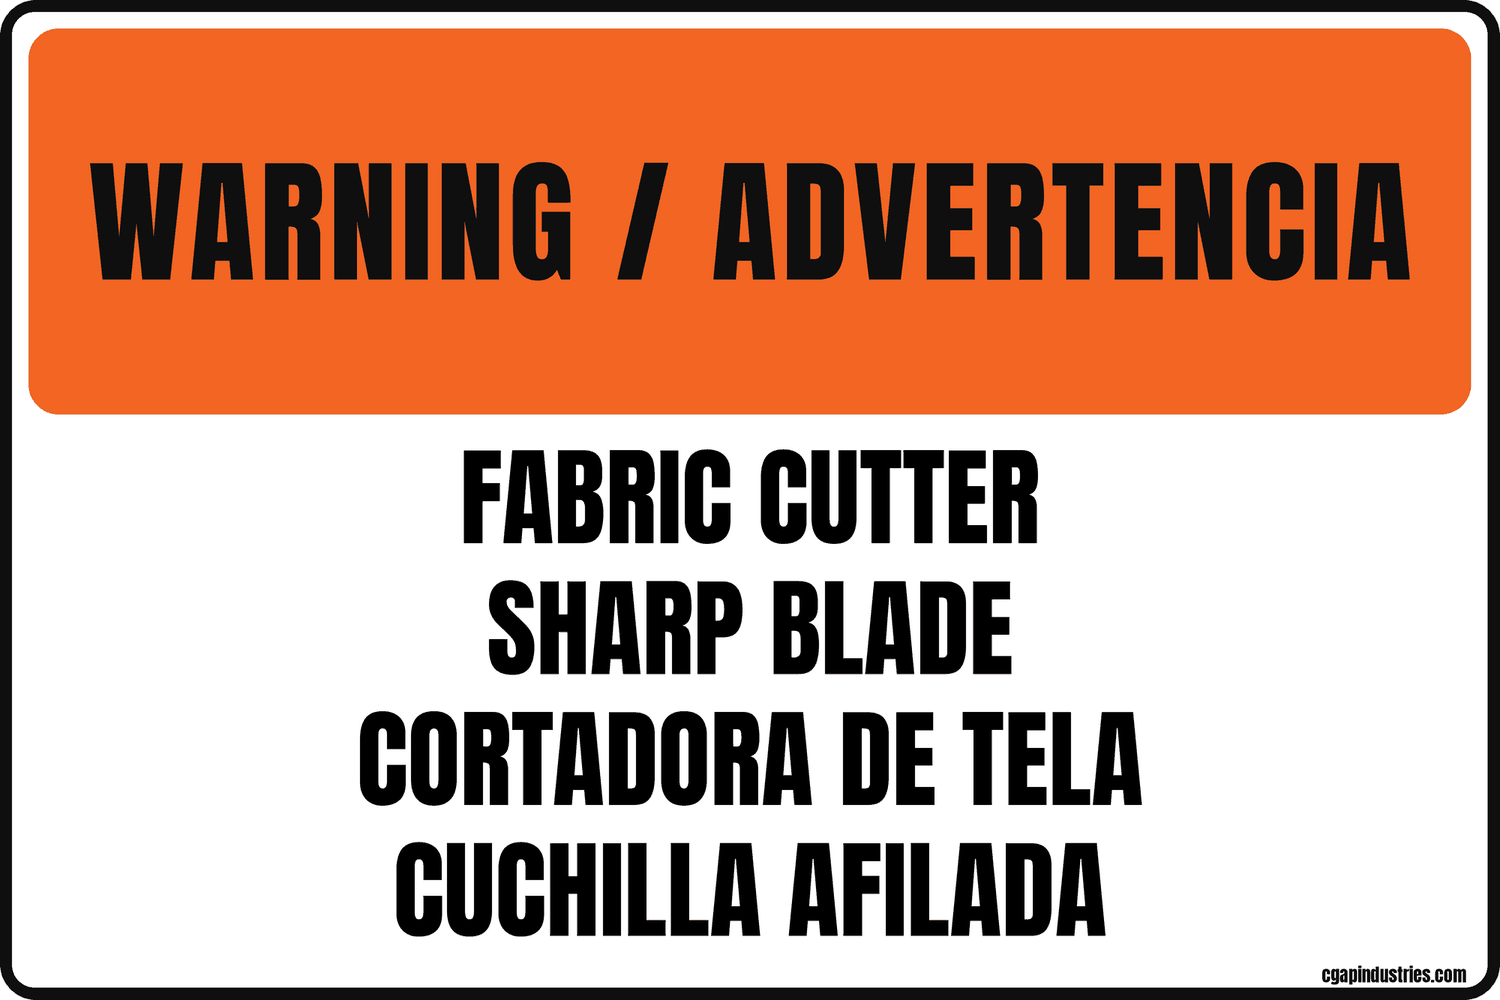 WARNING / ADVERTENCIA
FABRIC CUTTER
SHARP BLADE
CORTADORA DE TELA
CUCHILLA AFILADA
cgapindustries.com